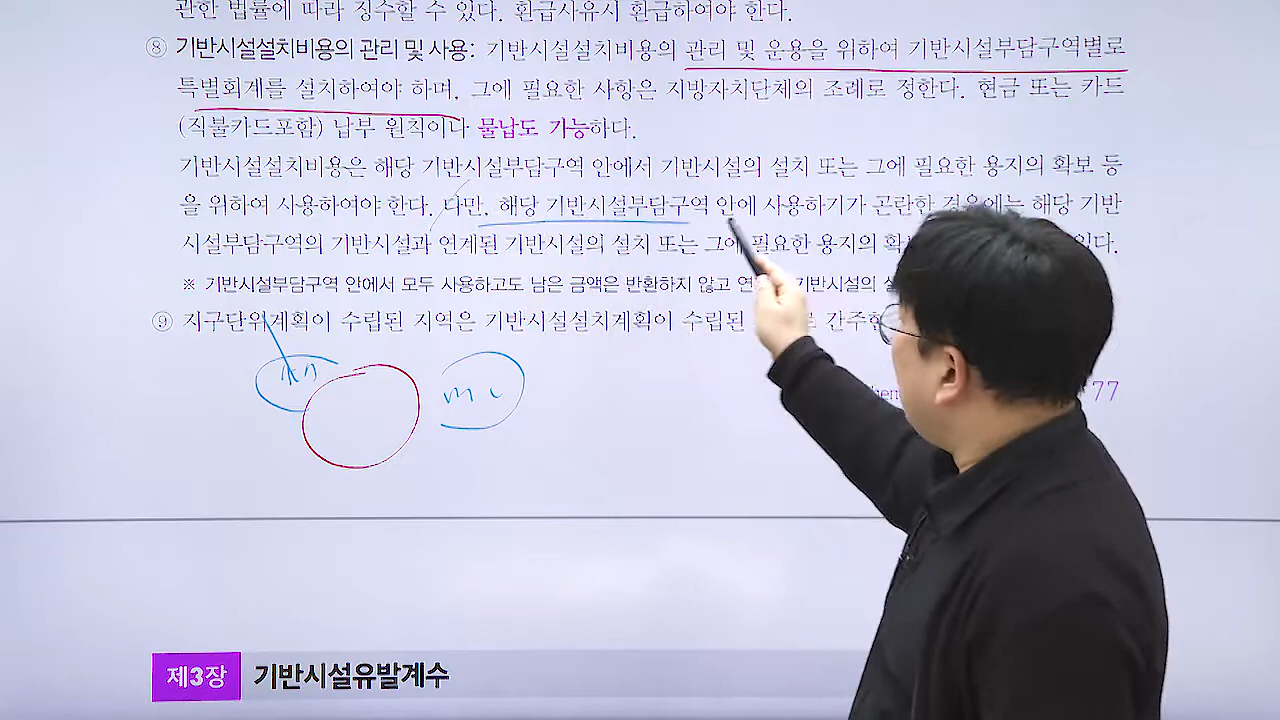 관한 법률에 따라 징수할 수 있다. 환급사유시 환급하여야 한다.
⑧ 기반시설설치비용의 관리 및 사용: 기반시설설치비용의 관리 및 운용을 위하여 기반시설부담구역별로
특별회계를 설치하여야 하며, 그에 필요한 사항은 지방자치단체의 조례로 정한다. 현금 또는 카드
(직불카드포함) 납부 원칙이나 물납도 가능하다.
기반시설설치비용은 해당 기반시설부담구역 안에서 기반시설의 설치 또는 그에 필요한 용지의 확보 등
을 위하여 사용하여야 한다. 다만, 해당 기반시설부담구역 안에 사용하기가 곤란한 경우에는 해당 기반
시설부담구역의 기반시설과 연계된 기반시설의 설치 또는 그에 필요한 용지의 있다.
※ 기반시설부담구역 안에서 모두 사용하고도 남은 금액은 반환하지 않고 기반시설의
⑨ 지구단위계획이 수립된 지역은 기반시설설치계획이 수립된
77
제3장 기반시설유발계수